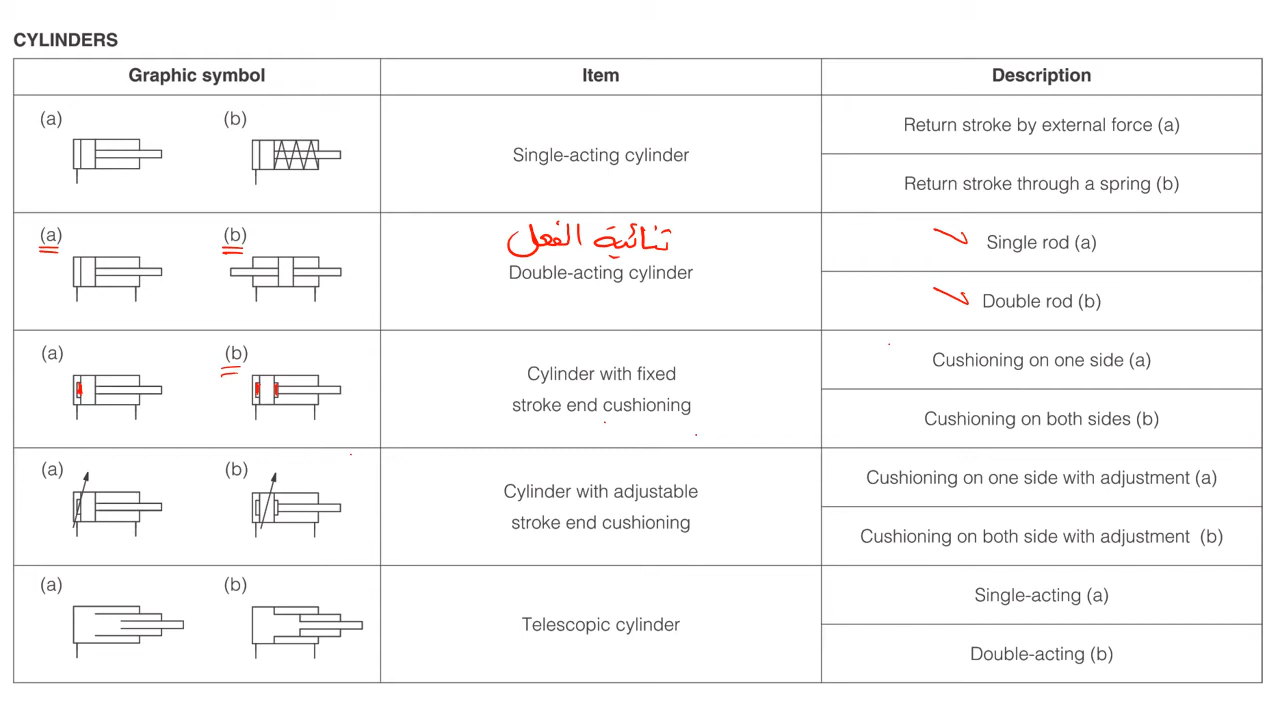 CYLINDERS
Graphic symbol Item Description
(a) (b)
Single-acting cylinder
Return stroke by external force (a)
Return stroke through a spring (b)
(a) (b)
ثنائية الفعل
Double-acting cylinder
Single rod (a)
Double rod (b)
(a) (b)
Cylinder with fixed
stroke end cushioning
Cushioning on one side (a)
Cushioning on both sides (b)
(a) (b)
Cylinder with adjustable
stroke end cushioning
Cushioning on one side with adjustment (a)
Cushioning on both side with adjustment (b)
(a) (b)
Telescopic cylinder
Single-acting (a)
Double-acting (b)